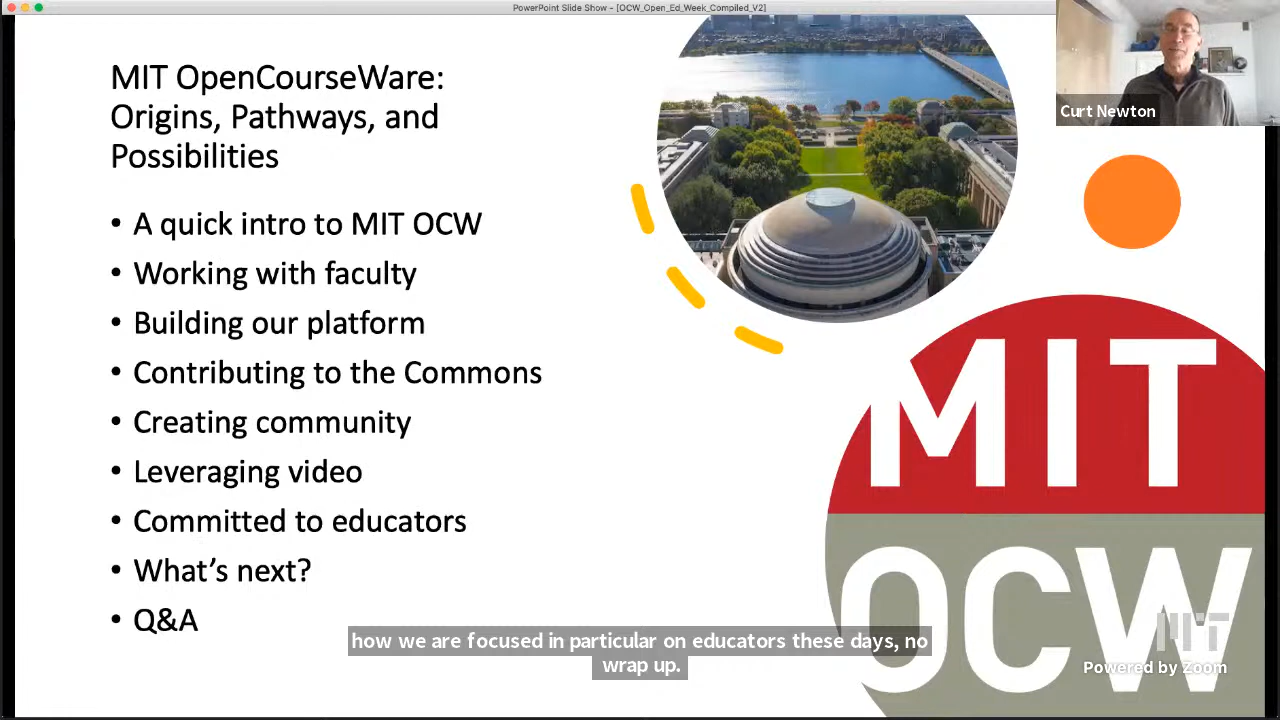 PowerPoint Slide Show - [OCW_Open_Ed_Week_Compiled_V2]
MIT OpenCourseWare:
Origins, Pathways, and
Possibilities
• A quick intro to MIT OCW
• Working with faculty
• Building our platform
• Contributing to the Commons
• Creating community
• Leveraging video
• Committed to educators
• What's next?
• Q&A
Curt Newton
MIT
OCW
how we are focused in particular on educators these days, no
wrap up.
MIT
Powered by Zoom